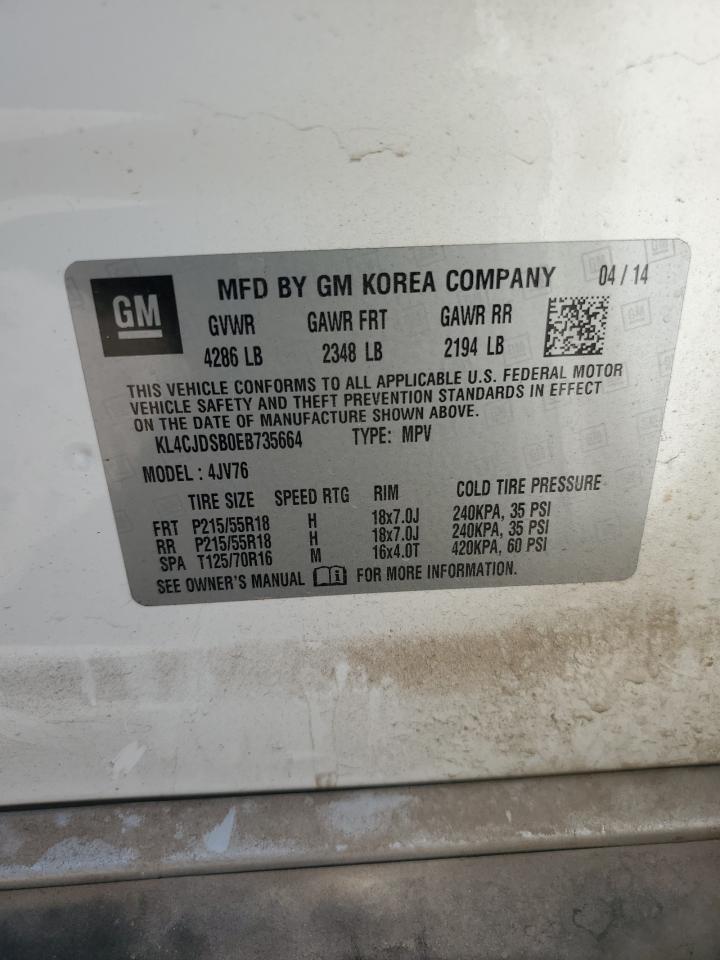 GM
MFD BY GM KOREA COMPANY 04 / 14
GVWR GAWR FRT GAWR RR
4286 LB 2348 LB 2194 LB
THIS VEHICLE CONFORMS TO ALL APPLICABLE U.S. FEDERAL MOTOR
VEHICLE SAFETY AND THEFT PREVENTION STANDARDS IN EFFECT
ON THE DATE OF MANUFACTURE SHOWN ABOVE.
KL4CJDSB0EB735664 TYPE: MPV
MODEL : 4JV76
TIRE SIZE SPEED RTG RIM COLD TIRE PRESSURE
FRT P215/55R18 H 18x7.0J 240KPA, 35 PSI
RR P215/55R18 H 18x7.0J 240KPA, 35 PSI
SPA T125/70R16 M 16x4.0T 420KPA, 60 PSI
SEE OWNER'S MANUAL FOR MORE INFORMATION.